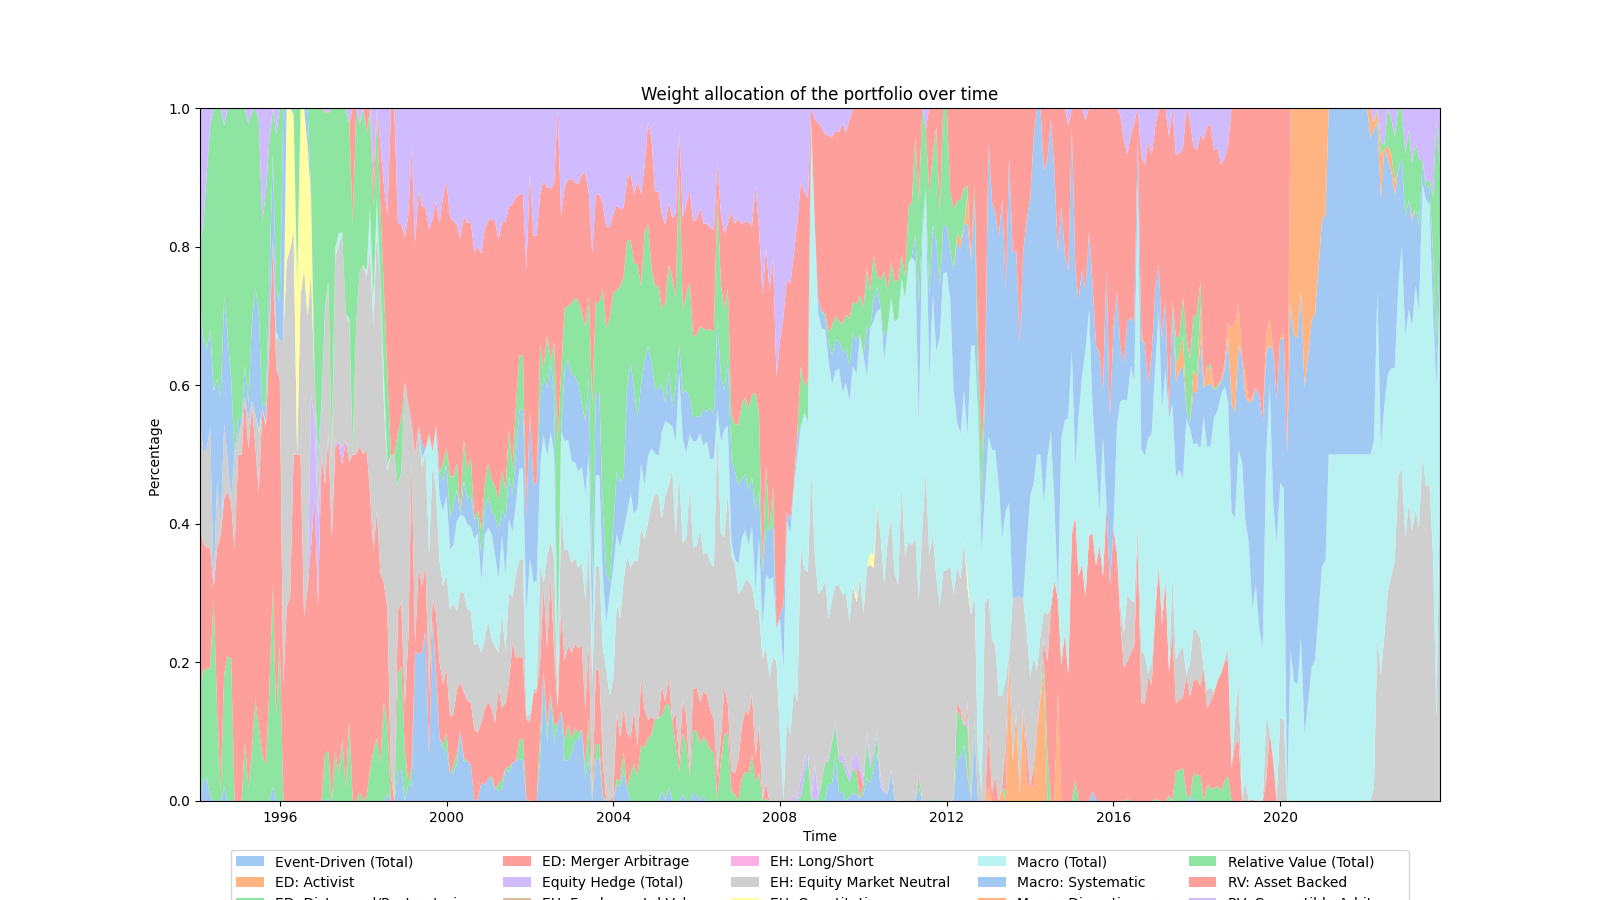 Weight allocation of the portfolio over time
1.0
0.8
0.6
0.4
0.2
0.0
Percentage
1996 2000 2004 2008 2012 2016 2020
Time
Event-Driven (Total) ED: Merger Arbitrage EH: Long/Short Macro (Total) Relative Value (Total)
ED: Activist Equity Hedge (Total) EH: Equity Market Neutral Macro: Systematic RV: Asset Backed